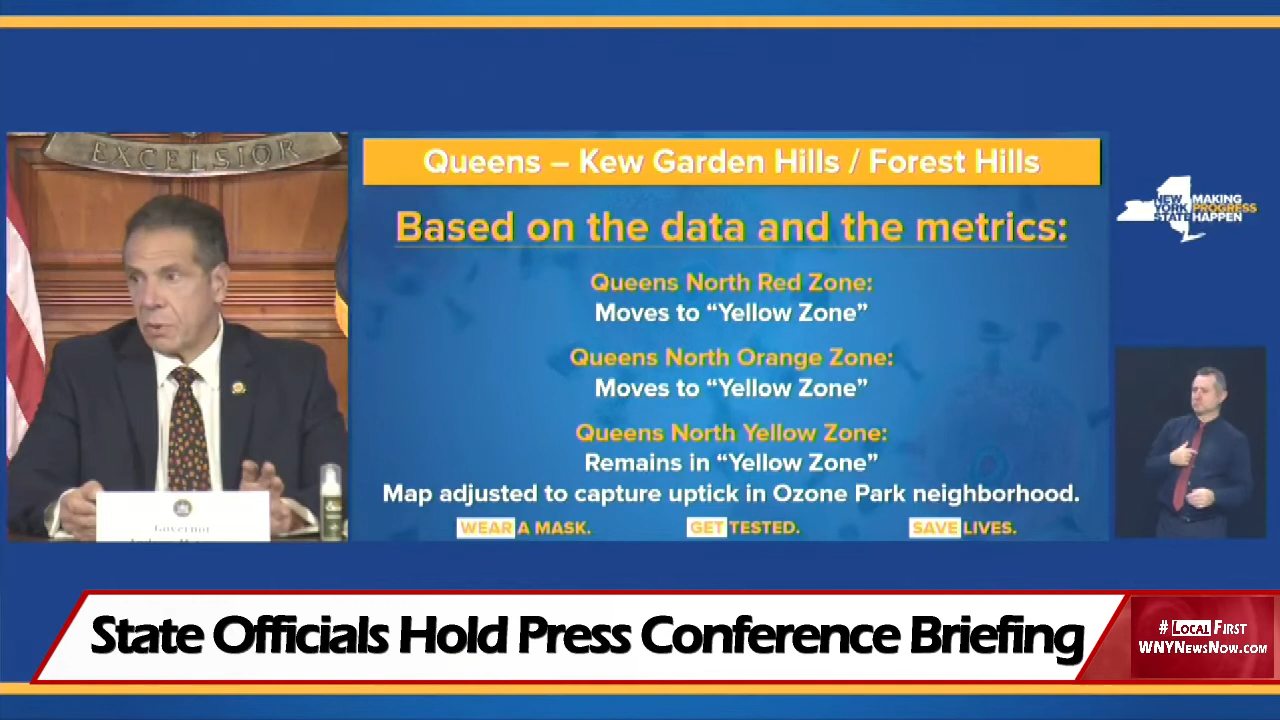 EXCELSIOR
Queens – Kew Garden Hills / Forest Hills
Based on the data and the metrics:
Queens North Red Zone:
Moves to “Yellow Zone”
Queens North Orange Zone:
Moves to “Yellow Zone”
Queens North Yellow Zone:
Remains in “Yellow Zone”
Map adjusted to capture uptick in Ozone Park neighborhood.
WEAR A MASK. GET TESTED. SAVE LIVES.
NEW YORK STATE
MAKING
PROGRESS
HAPPEN
Governor
State Officials Hold Press Conference Briefing
# LOCAL FIRST
WNYNEWSNOW.COM